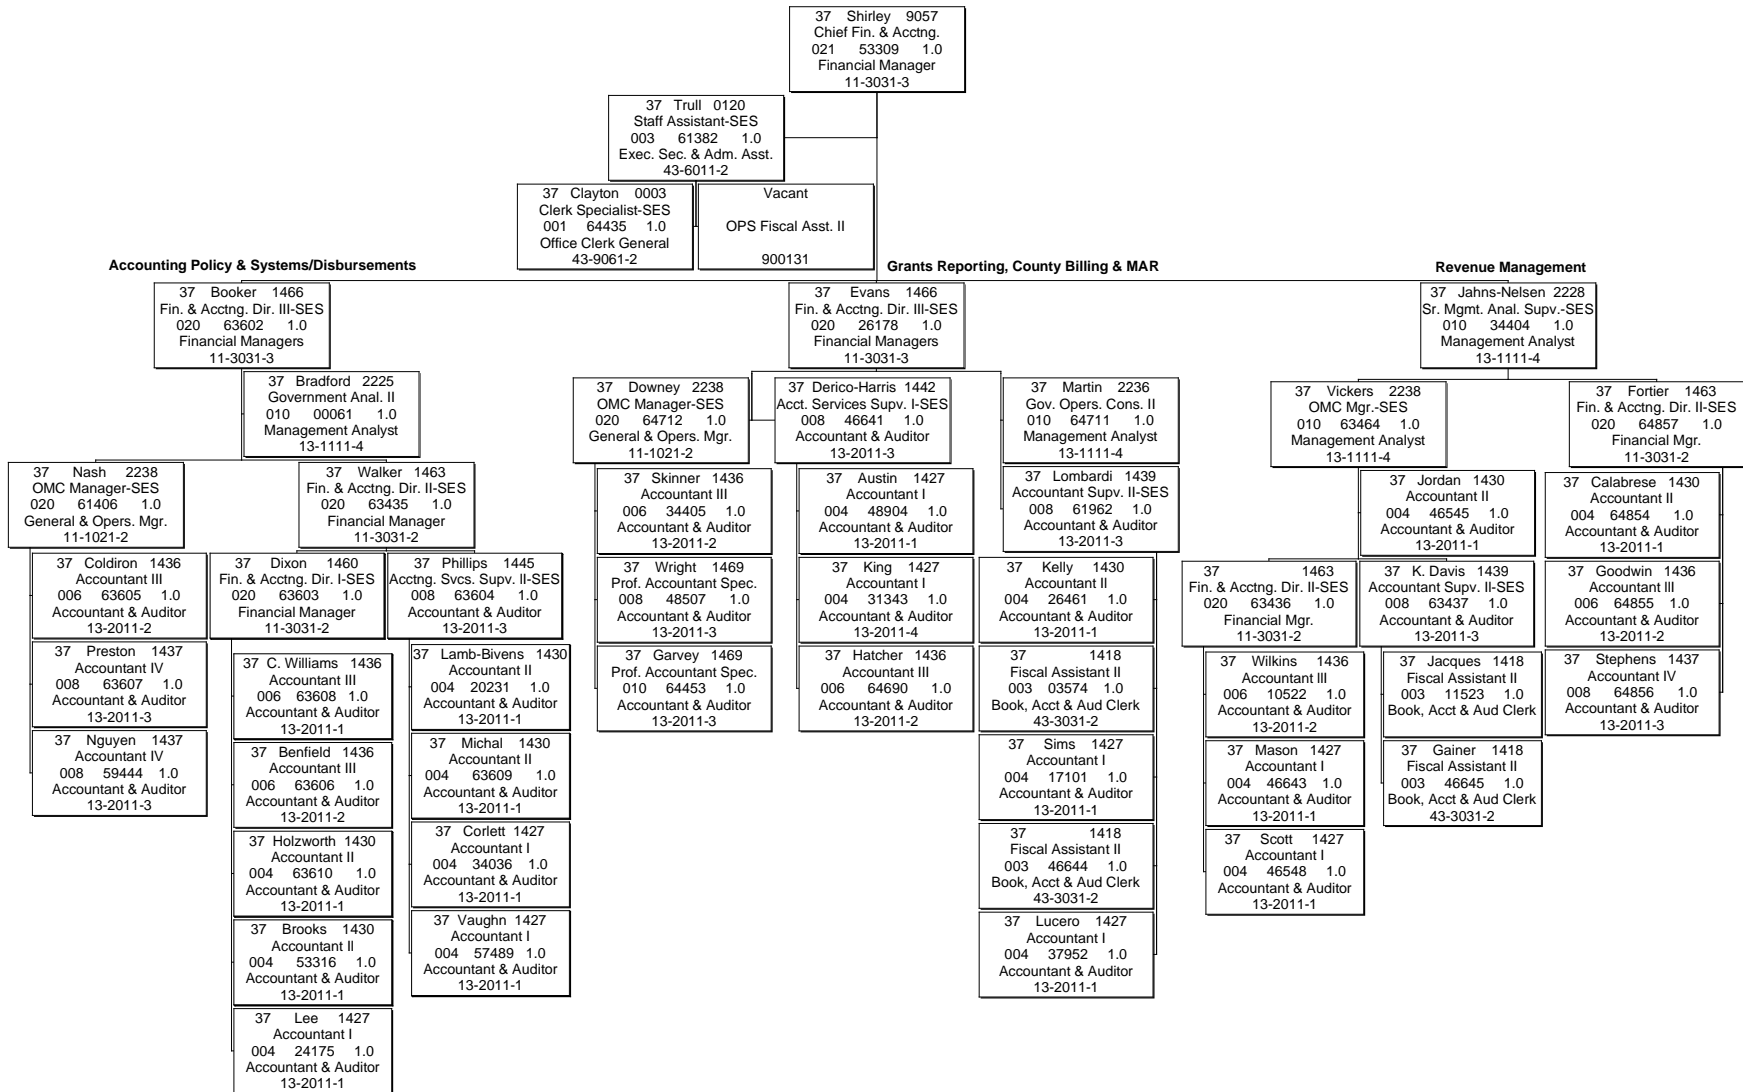 37 Shirley 9057
Chief Fin. & Acctng.
021 53309 1.0
Financial Manager
11-3031-3
37 Trull 0120
Staff Assistant-SES
003 61382 1.0
Exec. Sec. & Adm. Asst.
43-6011-2
37 Clayton 0003
Clerk Specialist-SES
001 64435 1.0
Office Clerk General
43-9061-2
Vacant
OPS Fiscal Asst. II
900131
Accounting Policy & Systems/Disbursements
37 Booker 1466
Fin. & Acctng. Dir. III-SES
020 63602 1.0
Financial Managers
11-3031-3
37 Bradford 2225
Government Anal. II
010 00061 1.0
Management Analyst
13-1111-4
37 Nash 2238
OMC Manager-SES
020 61406 1.0
General & Opers. Mgr.
11-1021-2
37 Coldiron 1436
Accountant III
006 63605 1.0
Accountant & Auditor
13-2011-2
37 Preston 1437
Accountant IV
008 63607 1.0
Accountant & Auditor
13-2011-3
37 Nguyen 1437
Accountant IV
008 59444 1.0
Accountant & Auditor
13-2011-3
37 Walker 1463
Fin. & Acctng. Dir. II-SES
020 63435 1.0
Financial Manager
11-3031-2
37 Dixon 1460
Fin. & Acctng. Dir. I-SES
020 63603 1.0
Financial Manager
11-3031-2
37 C. Williams 1436
Accountant III
006 63608 1.0
Accountant & Auditor
13-2011-1
37 Benfield 1436
Accountant III
006 63606 1.0
Accountant & Auditor
13-2011-2
37 Holzworth 1430
Accountant II
004 63610 1.0
Accountant & Auditor
13-2011-1
37 Brooks 1430
Accountant II
004 53316 1.0
Accountant & Auditor
13-2011-1
37 Lee 1427
Accountant I
004 24175 1.0
Accountant & Auditor
13-2011-1
37 Phillips 1445
Acctng. Svcs. Supv. II-SES
008 63604 1.0
Accountant & Auditor
13-2011-3
37 Lamb-Bivens 1430
Accountant II
004 20231 1.0
Accountant & Auditor
13-2011-1
37 Michal 1430
Accountant II
004 63609 1.0
Accountant & Auditor
13-2011-1
37 Corlett 1427
Accountant I
004 34036 1.0
Accountant & Auditor
13-2011-1
37 Vaughn 1427
Accountant I
004 57489 1.0
Accountant & Auditor
13-2011-1
Grants Reporting, County Billing & MAR
37 Evans 1466
Fin. & Acctng. Dir. III-SES
020 26178 1.0
Financial Managers
11-3031-3
37 Downey 2238
OMC Manager-SES
020 64712 1.0
General & Opers. Mgr.
11-1021-2
37 Skinner 1436
Accountant III
006 34405 1.0
Accountant & Auditor
13-2011-2
37 Wright 1469
Prof. Accountant Spec.
008 48507 1.0
Accountant & Auditor
13-2011-3
37 Garvey 1469
Prof. Accountant Spec.
010 64453 1.0
Accountant & Auditor
13-2011-3
37 Derico-Harris 1442
Acct. Services Supv. I-SES
008 46641 1.0
Accountant & Auditor
13-2011-3
37 Austin 1427
Accountant I
004 48904 1.0
Accountant & Auditor
13-2011-1
37 King 1427
Accountant I
004 31343 1.0
Accountant & Auditor
13-2011-4
37 Hatcher 1436
Accountant III
006 64690 1.0
Accountant & Auditor
13-2011-2
37 Martin 2236
Gov. Opers. Cons. II
010 64711 1.0
Management Analyst
13-1111-4
37 Lombardi 1439
Accountant Supv. II-SES
008 61962 1.0
Accountant & Auditor
13-2011-3
37 Kelly 1430
Accountant II
004 26461 1.0
Accountant & Auditor
13-2011-1
37 1418
Fiscal Assistant II
003 03574 1.0
Book, Acct & Aud Clerk
43-3031-2
37 Sims 1427
Accountant I
004 17101 1.0
Accountant & Auditor
13-2011-1
37 1418
Fiscal Assistant II
003 46644 1.0
Book, Acct & Aud Clerk
43-3031-2
37 Lucero 1427
Accountant I
004 37952 1.0
Accountant & Auditor
13-2011-1
Revenue Management
37 Jahns-Nelsen 2228
Sr. Mgmt. Anal. Supv.-SES
010 34404 1.0
Management Analyst
13-1111-4
37 Vickers 2238
OMC Mgr.-SES
010 63464 1.0
Management Analyst
13-1111-4
37 Jordan 1430
Accountant II
004 46545 1.0
Accountant & Auditor
13-2011-1
37 1463
Fin. & Acctng. Dir. II-SES
020 63436 1.0
Financial Mgr.
11-3031-2
37 Wilkins 1436
Accountant III
006 10522 1.0
Accountant & Auditor
13-2011-2
37 Mason 1427
Accountant I
004 46643 1.0
Accountant & Auditor
13-2011-1
37 Scott 1427
Accountant I
004 46548 1.0
Accountant & Auditor
13-2011-1
37 K. Davis 1439
Accountant Supv. II-SES
008 63437 1.0
Accountant & Auditor
13-2011-3
37 Jacques 1418
Fiscal Assistant II
003 11523 1.0
Book, Acct & Aud Clerk
37 Gainer 1418
Fiscal Assistant II
003 46645 1.0
Book, Acct & Aud Clerk
43-3031-2
37 Fortier 1463
Fin. & Acctng. Dir. II-SES
020 64857 1.0
Financial Mgr.
11-3031-2
37 Calabrese 1430
Accountant II
004 64854 1.0
Accountant & Auditor
13-2011-1
37 Goodwin 1436
Accountant III
006 64855 1.0
Accountant & Auditor
13-2011-2
37 Stephens 1437
Accountant IV
008 64856 1.0
Accountant & Auditor
13-2011-3